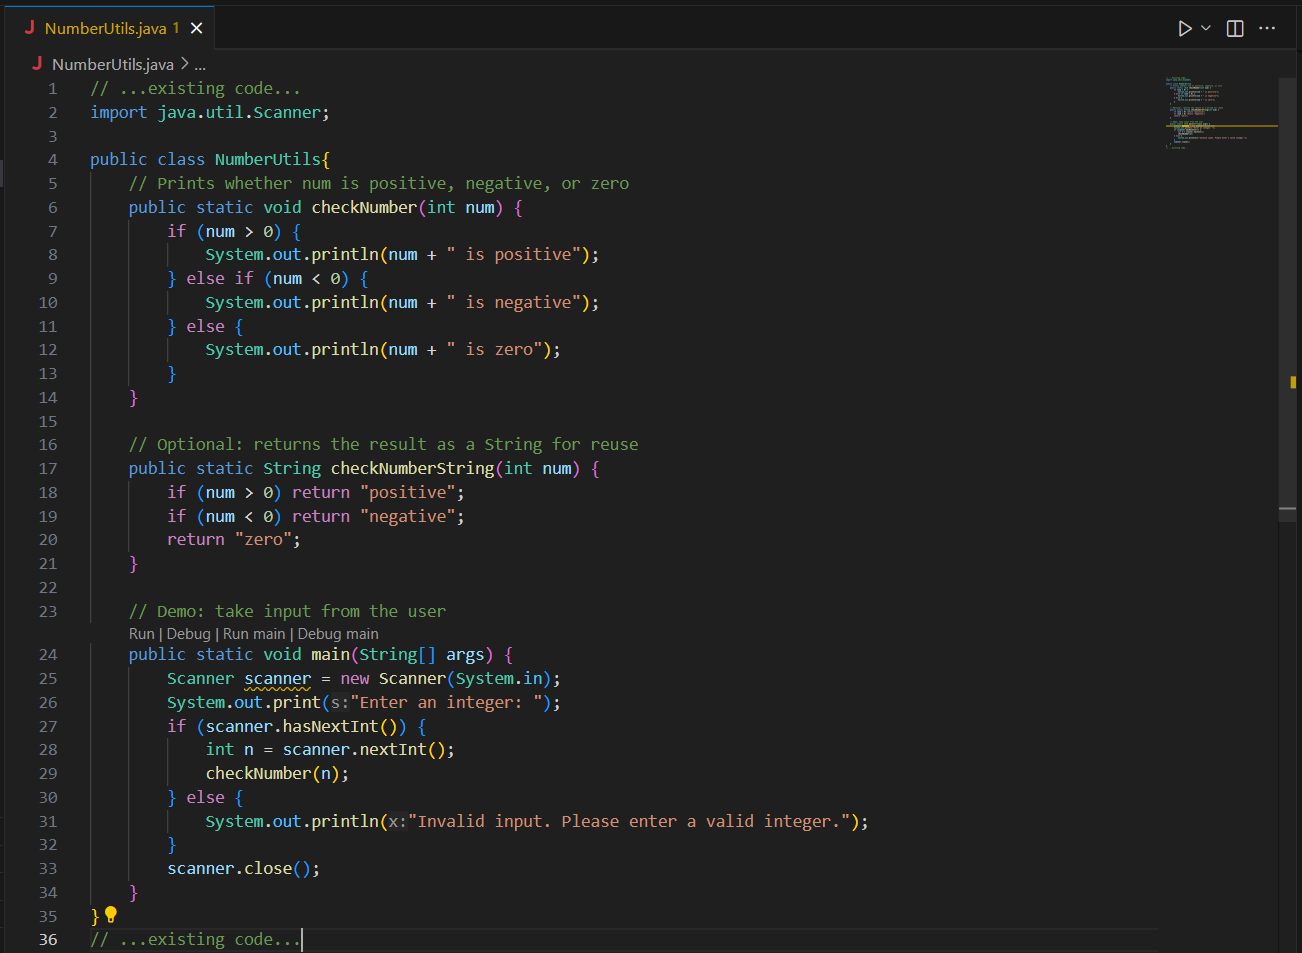 J NumberUtils.java 1 ×
J NumberUtils.java > ...
1 // ...existing code...
2 import java.util.Scanner;
3
4 public class NumberUtils{
5 // Prints whether num is positive, negative, or zero
6 public static void checkNumber(int num) {
7 if (num > 0) {
8 System.out.println(num + " is positive");
9 } else if (num < 0) {
10 System.out.println(num + " is negative");
11 } else {
12 System.out.println(num + " is zero");
13 }
14 }
15
16 // Optional: returns the result as a String for reuse
17 public static String checkNumberString(int num) {
18 if (num > 0) return "positive";
19 if (num < 0) return "negative";
20 return "zero";
21 }
22
23 // Demo: take input from the user
Run | Debug | Run main | Debug main
24 public static void main(String[] args) {
25 Scanner scanner = new Scanner(System.in);
26 System.out.print(s:"Enter an integer: ");
27 if (scanner.hasNextInt()) {
28 int n = scanner.nextInt();
29 checkNumber(n);
30 } else {
31 System.out.println(x:"Invalid input. Please enter a valid integer.");
32 }
33 scanner.close();
34 }
35 }
36 // ...existing code...